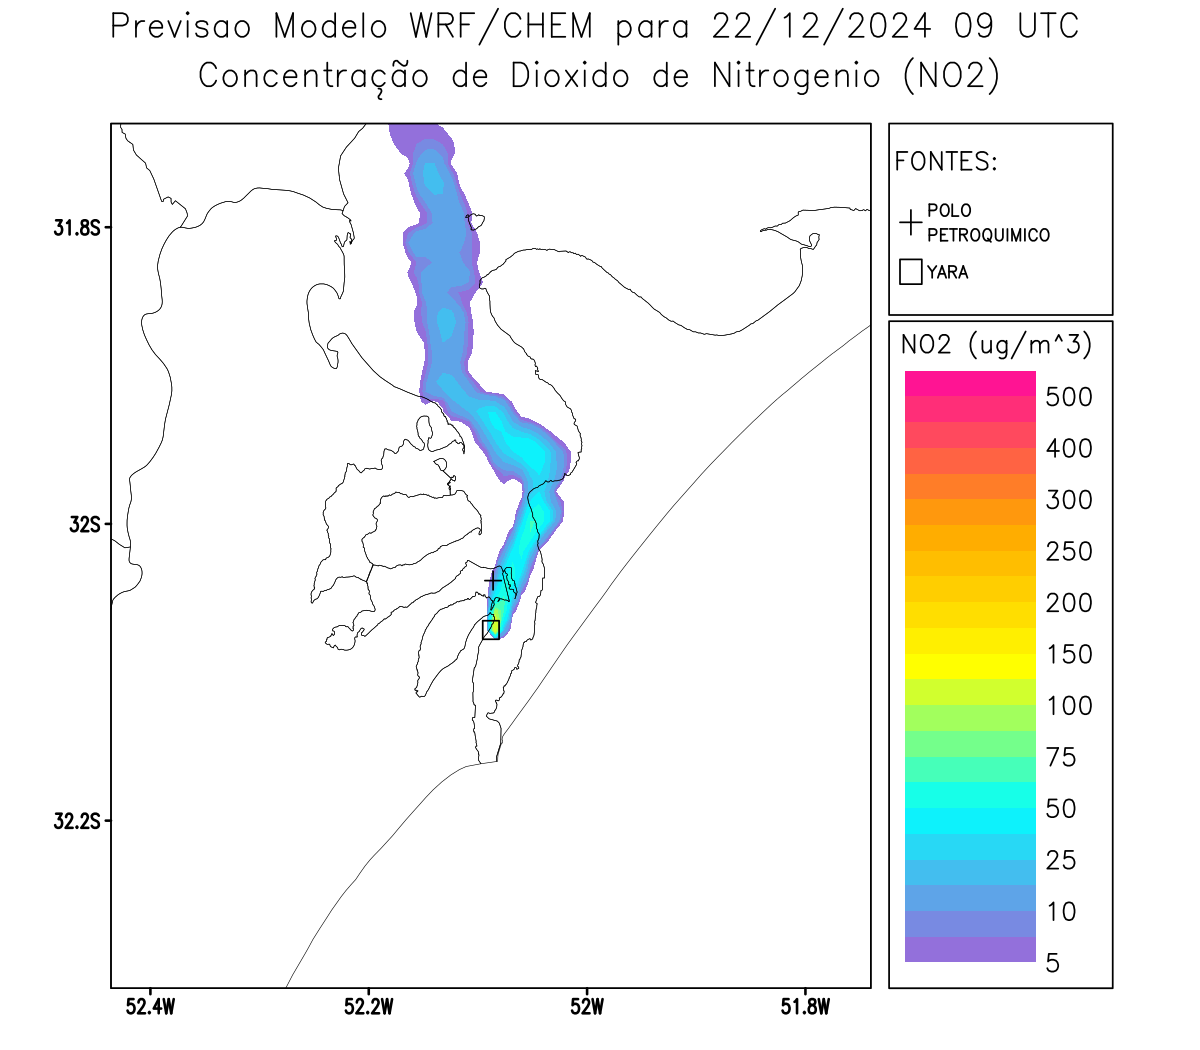 Previsao Modelo WRF/CHEM para 22/12/2024 09 UTC
Concentração de Dioxido de Nitrogenio (NO2)
FONTES:
POLO
PETROQUIMICO
YARA
31.8S
32S
32.2S
52.4W
52.2W
52W
51.8W
NO2 (ug/m^3)
500
400
300
250
200
150
100
75
50
25
10
5